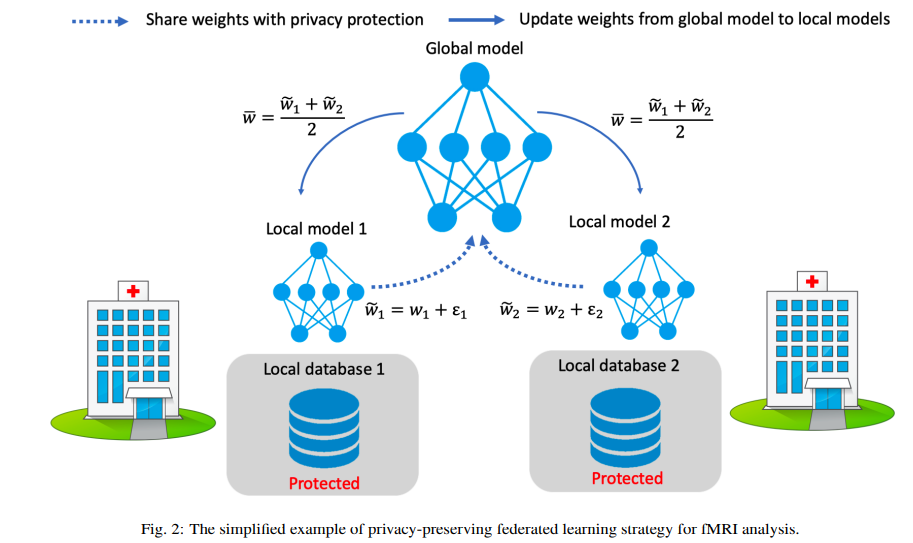 Share weights with privacy protection
Update weights from global model to local models
Global model
w̅ = (w̃₁ + w̃₂) / 2
w̅ = (w̃₁ + w̃₂) / 2
Local model 1
Local model 2
w̃₁ = w₁ + ε₁
w̃₂ = w₂ + ε₂
Local database 1
Local database 2
Protected
Protected
Fig. 2: The simplified example of privacy-preserving federated learning strategy for fMRI analysis.